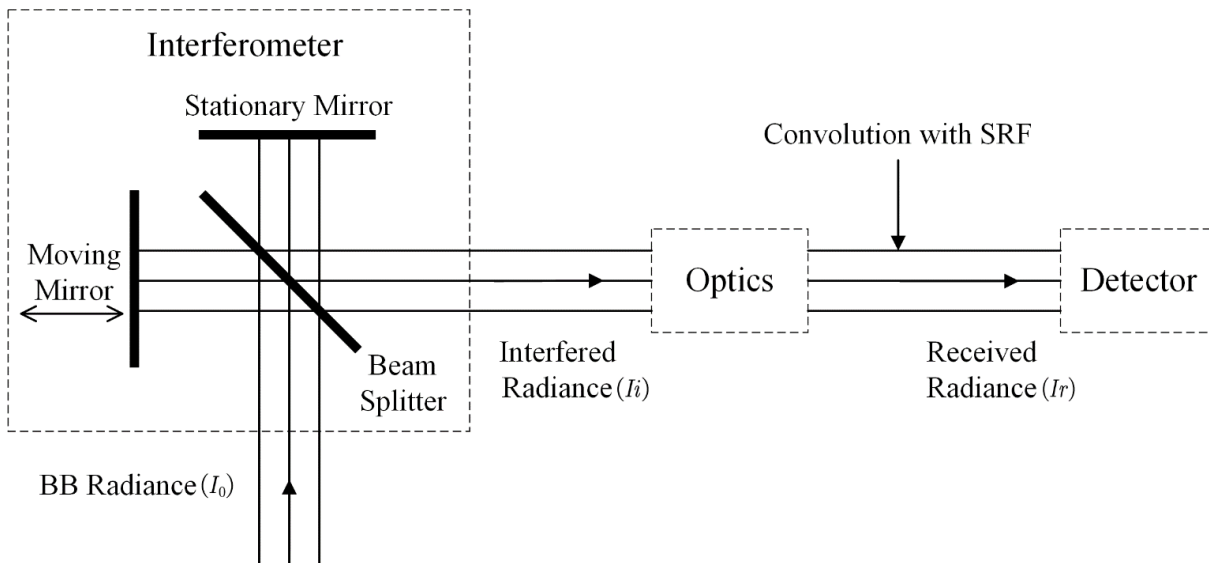 Interferometer
Stationary Mirror
Convolution with SRF
Moving
Mirror
Optics
Detector
Beam
Splitter
Interfered
Radiance(Ii)
Received
Radiance(Ir)
BB Radiance(I₀)